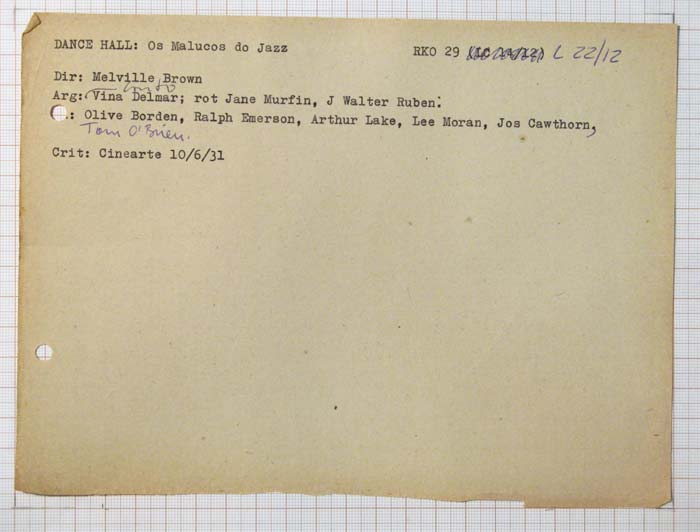 DANCE HALL: Os Malucos do Jazz RKO 29 L 22/12
Dir: Melville Brown
conto
Arg: Vina Delmar; rot Jane Murfin, J Walter Ruben.
.: Olive Borden, Ralph Emerson, Arthur Lake, Lee Moran, Jos Cawthorn,
Tom O'Brien.
Crit: Cinearte 10/6/31